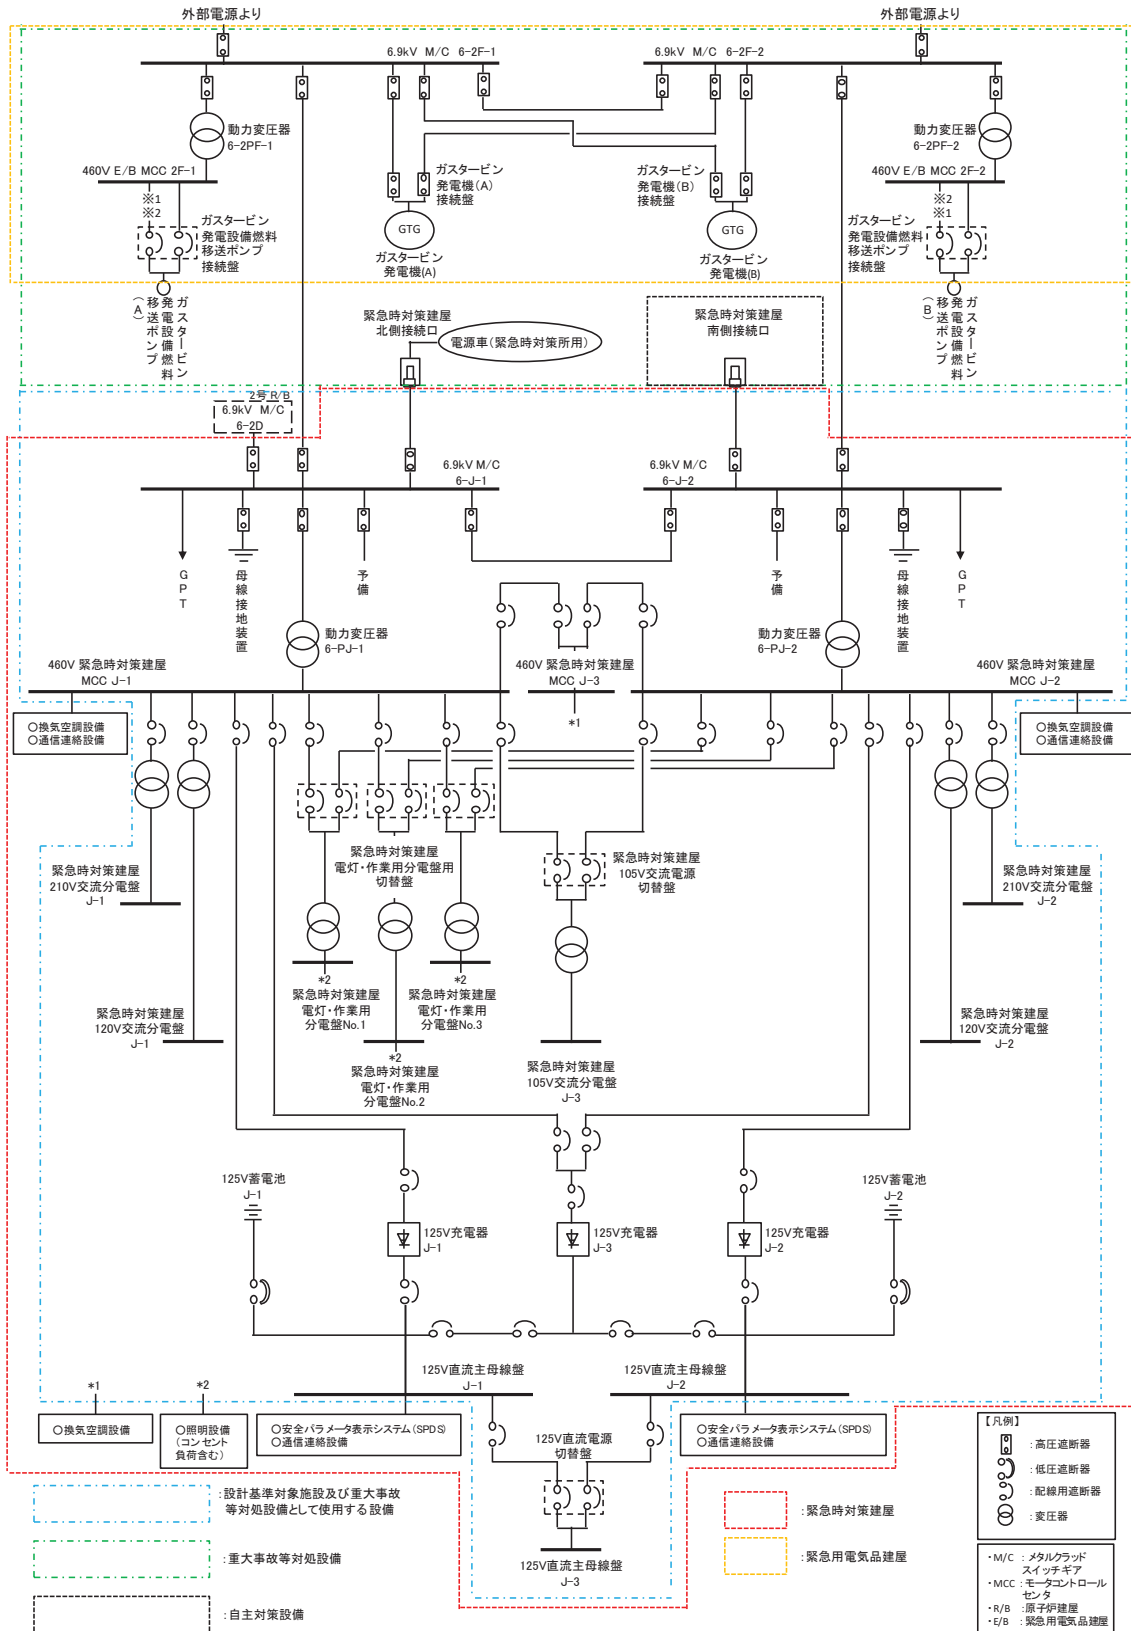 外部電源より
外部電源より
6.9kV M/C 6-2F-1
6.9kV M/C 6-2F-2
動力変圧器
6-2PF-1
動力変圧器
6-2PF-2
460V E/B MCC 2F-1
460V E/B MCC 2F-2
※1
※2
ガスタービン
発電設備燃料
移送ポンプ
接続盤
ガスタービン
発電機(A)
接続盤
GTG
ガスタービン
発電機(A)
ガスタービン
発電機(B)
接続盤
GTG
ガスタービン
発電機(B)
※2
※1
ガスタービン
発電設備燃料
移送ポンプ
接続盤
ガスタービン
発電設備燃料
移送ポンプ
(A)
ガスタービン
発電設備燃料
移送ポンプ
(B)
緊急時対策建屋
北側接続口
電源車(緊急時対策所用)
緊急時対策建屋
南側接続口
2号 R/B
6.9kV M/C
6-2D
6.9kV M/C
6-J-1
6.9kV M/C
6-J-2
GPT
母線接地装置
予備
予備
母線接地装置
GPT
動力変圧器
6-PJ-1
動力変圧器
6-PJ-2
460V 緊急時対策建屋
MCC J-1
460V 緊急時対策建屋
MCC J-3
460V 緊急時対策建屋
MCC J-2
*1
○換気空調設備
○通信連絡設備
○換気空調設備
○通信連絡設備
緊急時対策建屋
電灯・作業用分電盤用
切替盤
緊急時対策建屋
105V交流電源
切替盤
緊急時対策建屋
210V交流分電盤
J-1
緊急時対策建屋
210V交流分電盤
J-2
*2
緊急時対策建屋
電灯・作業用
分電盤No.1
*2
緊急時対策建屋
電灯・作業用
分電盤No.3
緊急時対策建屋
120V交流分電盤
J-1
緊急時対策建屋
120V交流分電盤
J-2
*2
緊急時対策建屋
電灯・作業用
分電盤No.2
緊急時対策建屋
105V交流分電盤
J-3
125V蓄電池
J-1
125V蓄電池
J-2
125V充電器
J-1
125V充電器
J-3
125V充電器
J-2
125V直流主母線盤
J-1
125V直流主母線盤
J-2
*1
*2
○換気空調設備
○照明設備
(コンセント
負荷含む)
○安全パラメータ表示システム(SPDS)
○通信連絡設備
125V直流電源
切替盤
○安全パラメータ表示システム(SPDS)
○通信連絡設備
125V直流主母線盤
J-3
【凡例】
:高圧遮断器
:低圧遮断器
:配線用遮断器
:変圧器
:設計基準対象施設及び重大事故
等対処設備として使用する設備
:重大事故等対処設備
:自主対策設備
:緊急時対策建屋
:緊急用電気品建屋
・M/C :メタルクラッド
スイッチギア
・MCC :モータコントロール
センタ
・R/B :原子炉建屋
・E/B :緊急用電気品建屋